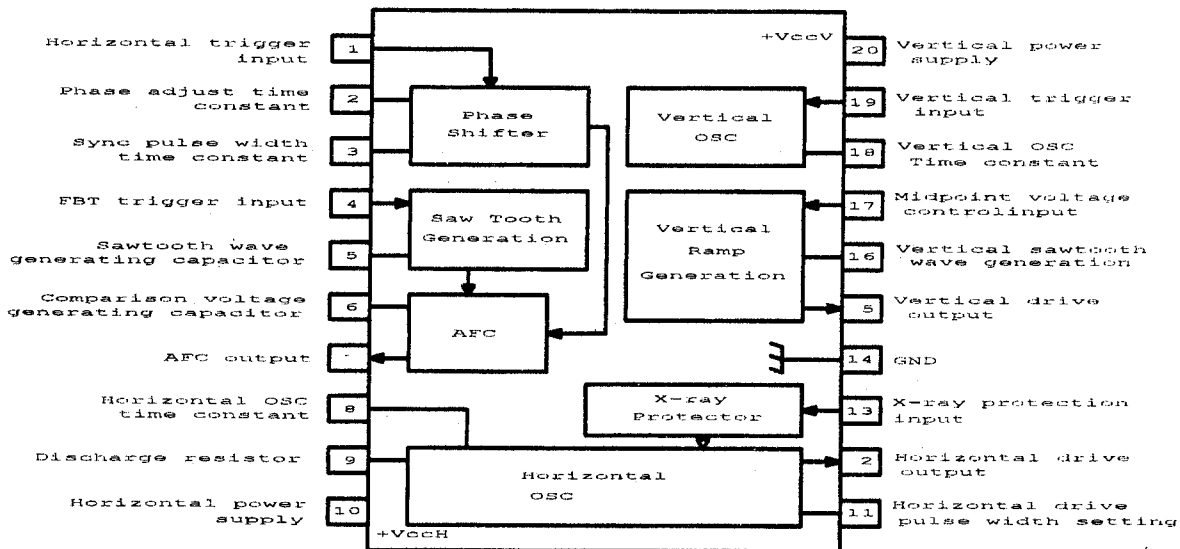 Horizontal trigger
input
1
Phase adjust time
constant
2
Sync pulse width
time constant
3
FBT trigger input
4
Sawtooth wave
generating capacitor
5
Comparison voltage
generating capacitor
6
AFC output
Horizontal OSC
time constant
8
Discharge resistor
9
Horizontal power
supply
10
+VccH
Phase
Shifter
Saw Tooth
Generation
AFC
Horizontal
OSC
+VccV
Vertical
OSC
Vertical
Ramp
Generation
X-ray
Protector
20
Vertical power
supply
19
Vertical trigger
input
18
Vertical OSC
Time constant
17
Midpoint voltage
controlinput
16
Vertical sawtooth
wave generation
5
Vertical drive
output
14
GND
13
X-ray protection
input
2
Horizontal drive
output
11
Horizontal drive
pulse width setting